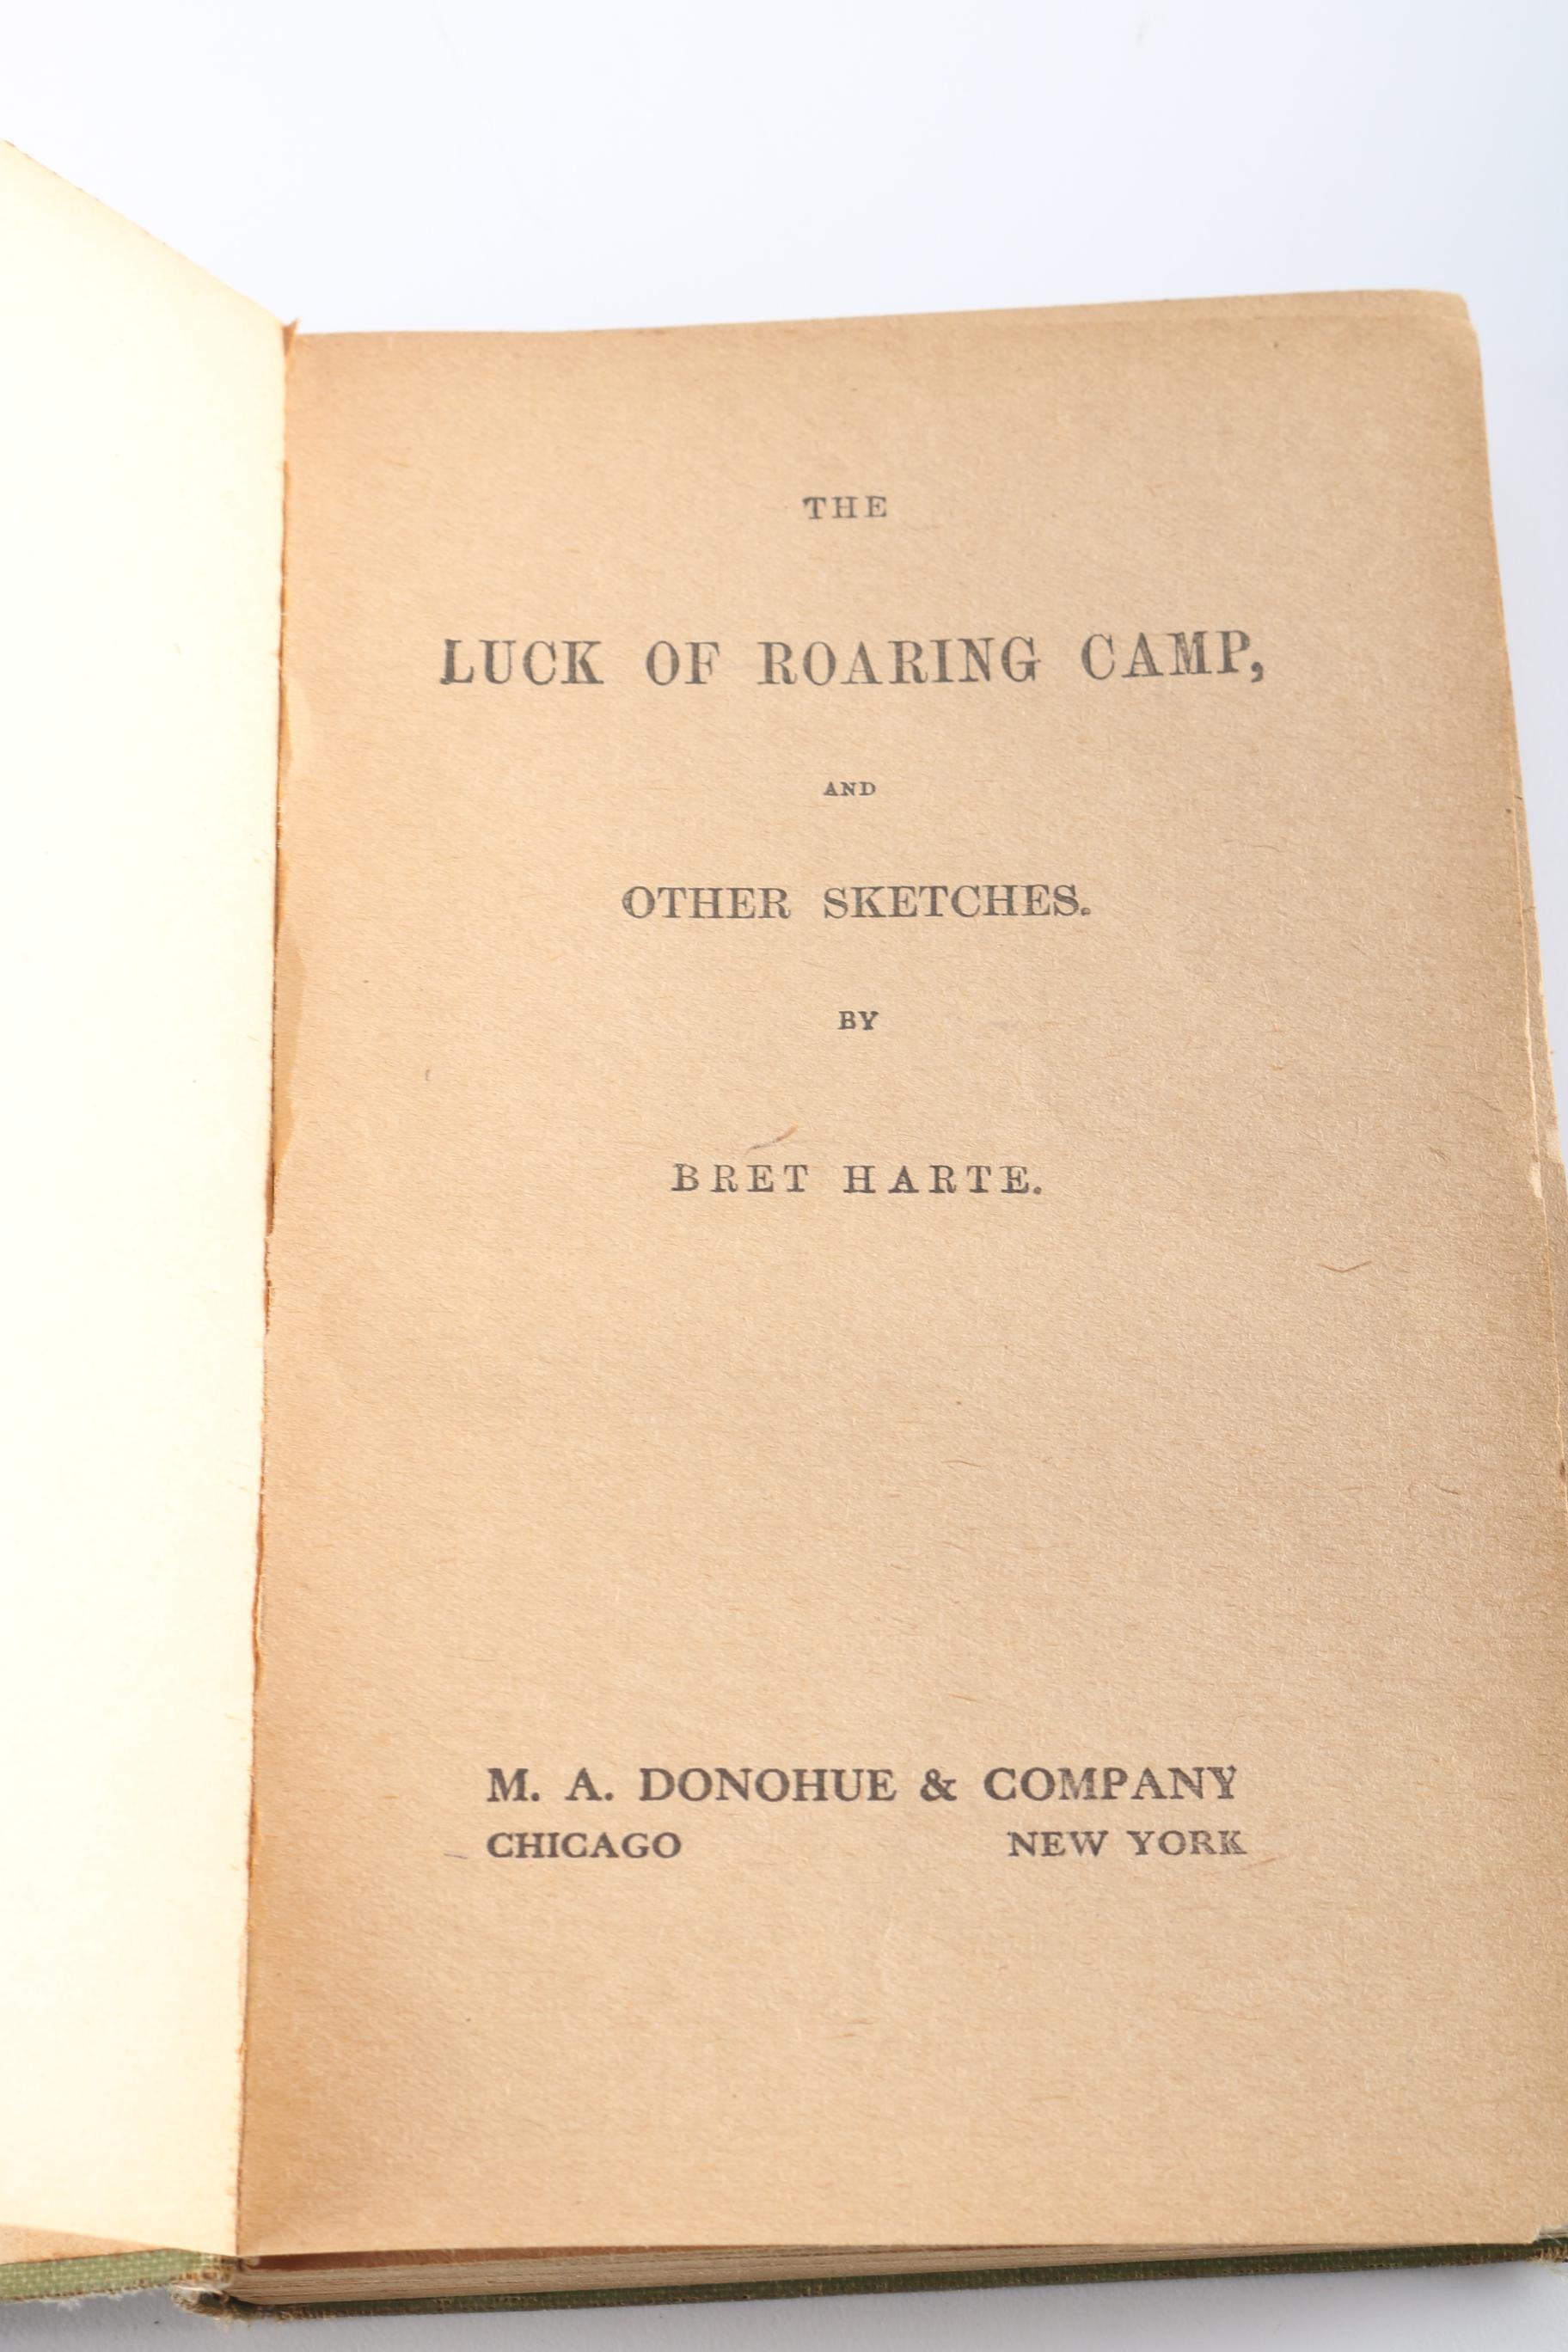 THE
LUCK OF ROARING CAMP,
AND
OTHER SKETCHES.
BY
BRET HARTE.
M. A. DONOHUE & COMPANY
CHICAGO NEW YORK